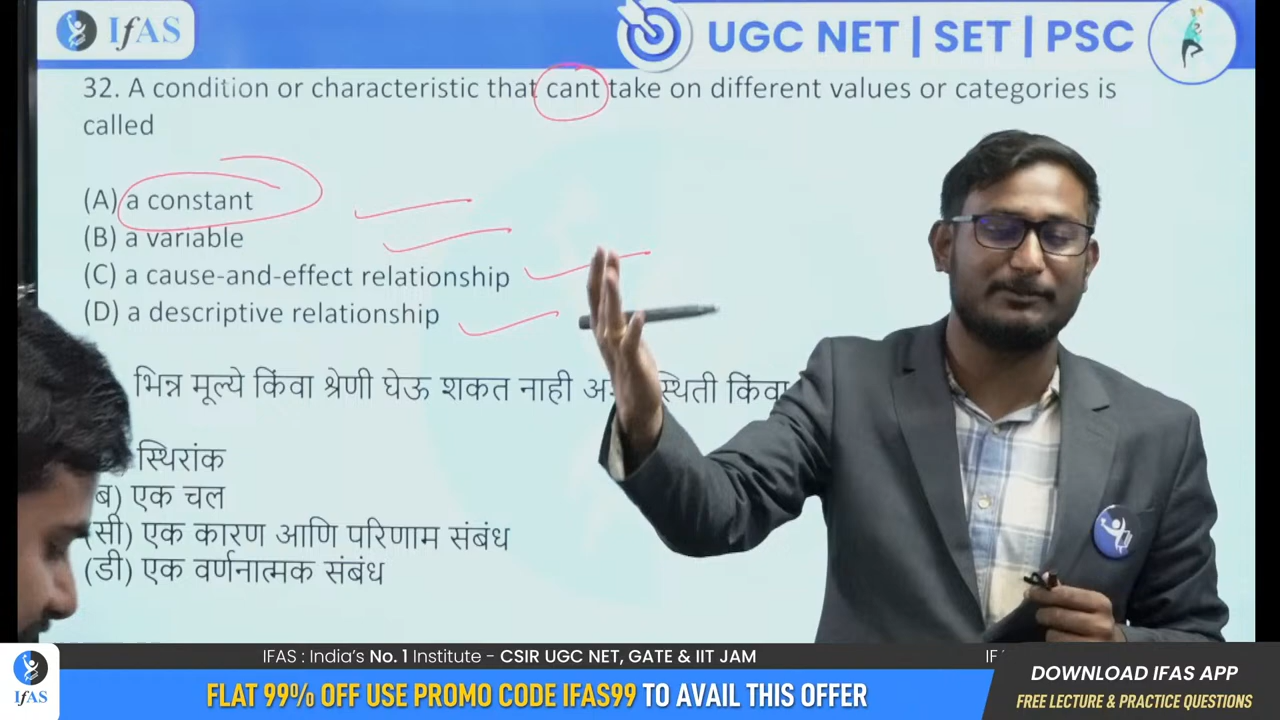 IfAS
UGC NET | SET | PSC
32. A condition or characteristic that cant take on different values or categories is
called
(A) a constant
(B) a variable
(C) a cause-and-effect relationship
(D) a descriptive relationship
भिन्न मूल्ये किंवा श्रेणी घेऊ शकत नाही किंवा
स्थिरांक
ब) एक चल
(सी) एक कारण आणि परिणाम संबंध
(डी) एक वर्णनात्मक संबंध
IFAS : India's No. 1 Institute - CSIR UGC NET, GATE & IIT JAM
IfAS
FLAT 99% OFF USE PROMO CODE IFAS99 TO AVAIL THIS OFFER
DOWNLOAD IFAS APP
FREE LECTURE & PRACTICE QUESTIONS